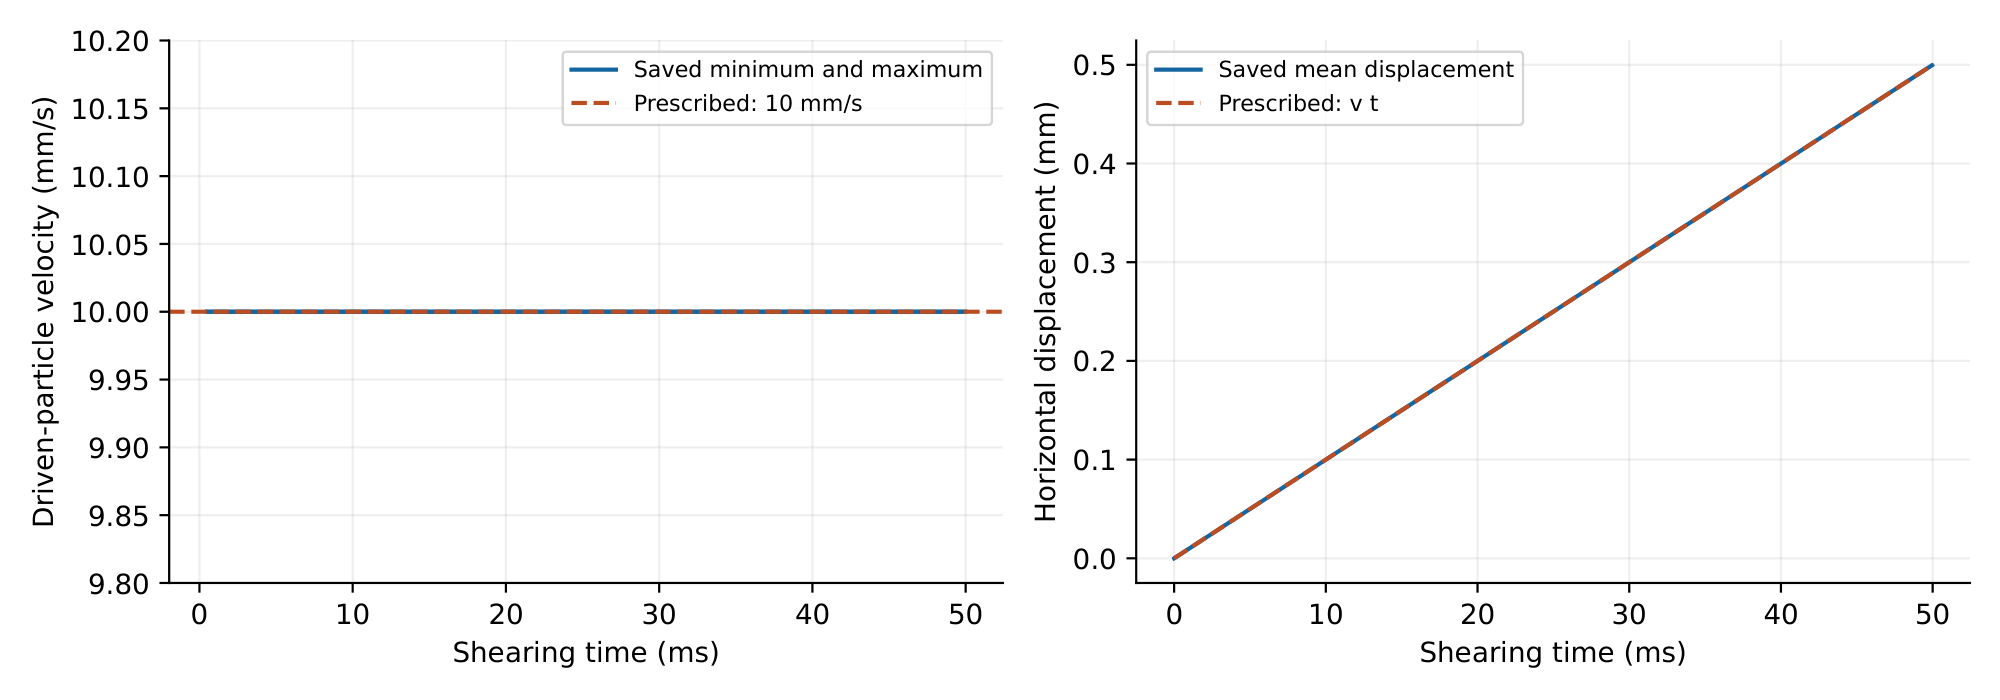 10.20
10.15
10.10
10.05
10.00
9.95
9.90
9.85
9.80
Driven-particle velocity (mm/s)
Saved minimum and maximum
Prescribed: 10 mm/s
0 10 20 30 40 50
Shearing time (ms)
0.5
0.4
0.3
0.2
0.1
0.0
Horizontal displacement (mm)
Saved mean displacement
Prescribed: v t
0 10 20 30 40 50
Shearing time (ms)